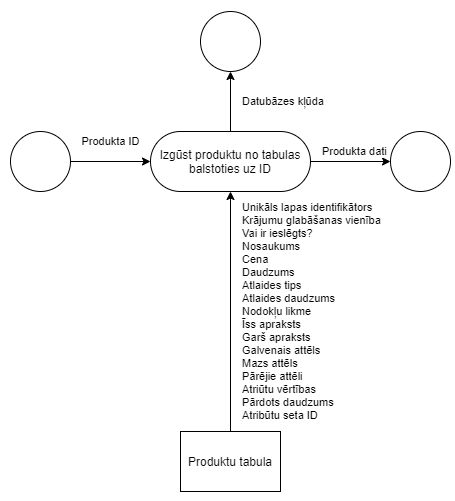 Datubāzes kļūda
Produkta ID
Izgūst produktu no tabulas
balstoties uz ID
Produkta dati
Unikāls lapas identifikātors
Krājumu glabāšanas vienība
Vai ir ieslēgts?
Nosaukums
Cena
Daudzums
Atlaides tips
Atlaides daudzums
Nodokļu likme
Īss apraksts
Garš apraksts
Galvenais attēls
Mazs attēls
Pārējie attēli
Atriūtu vērtības
Pārdots daudzums
Atribūtu seta ID
Produktu tabula